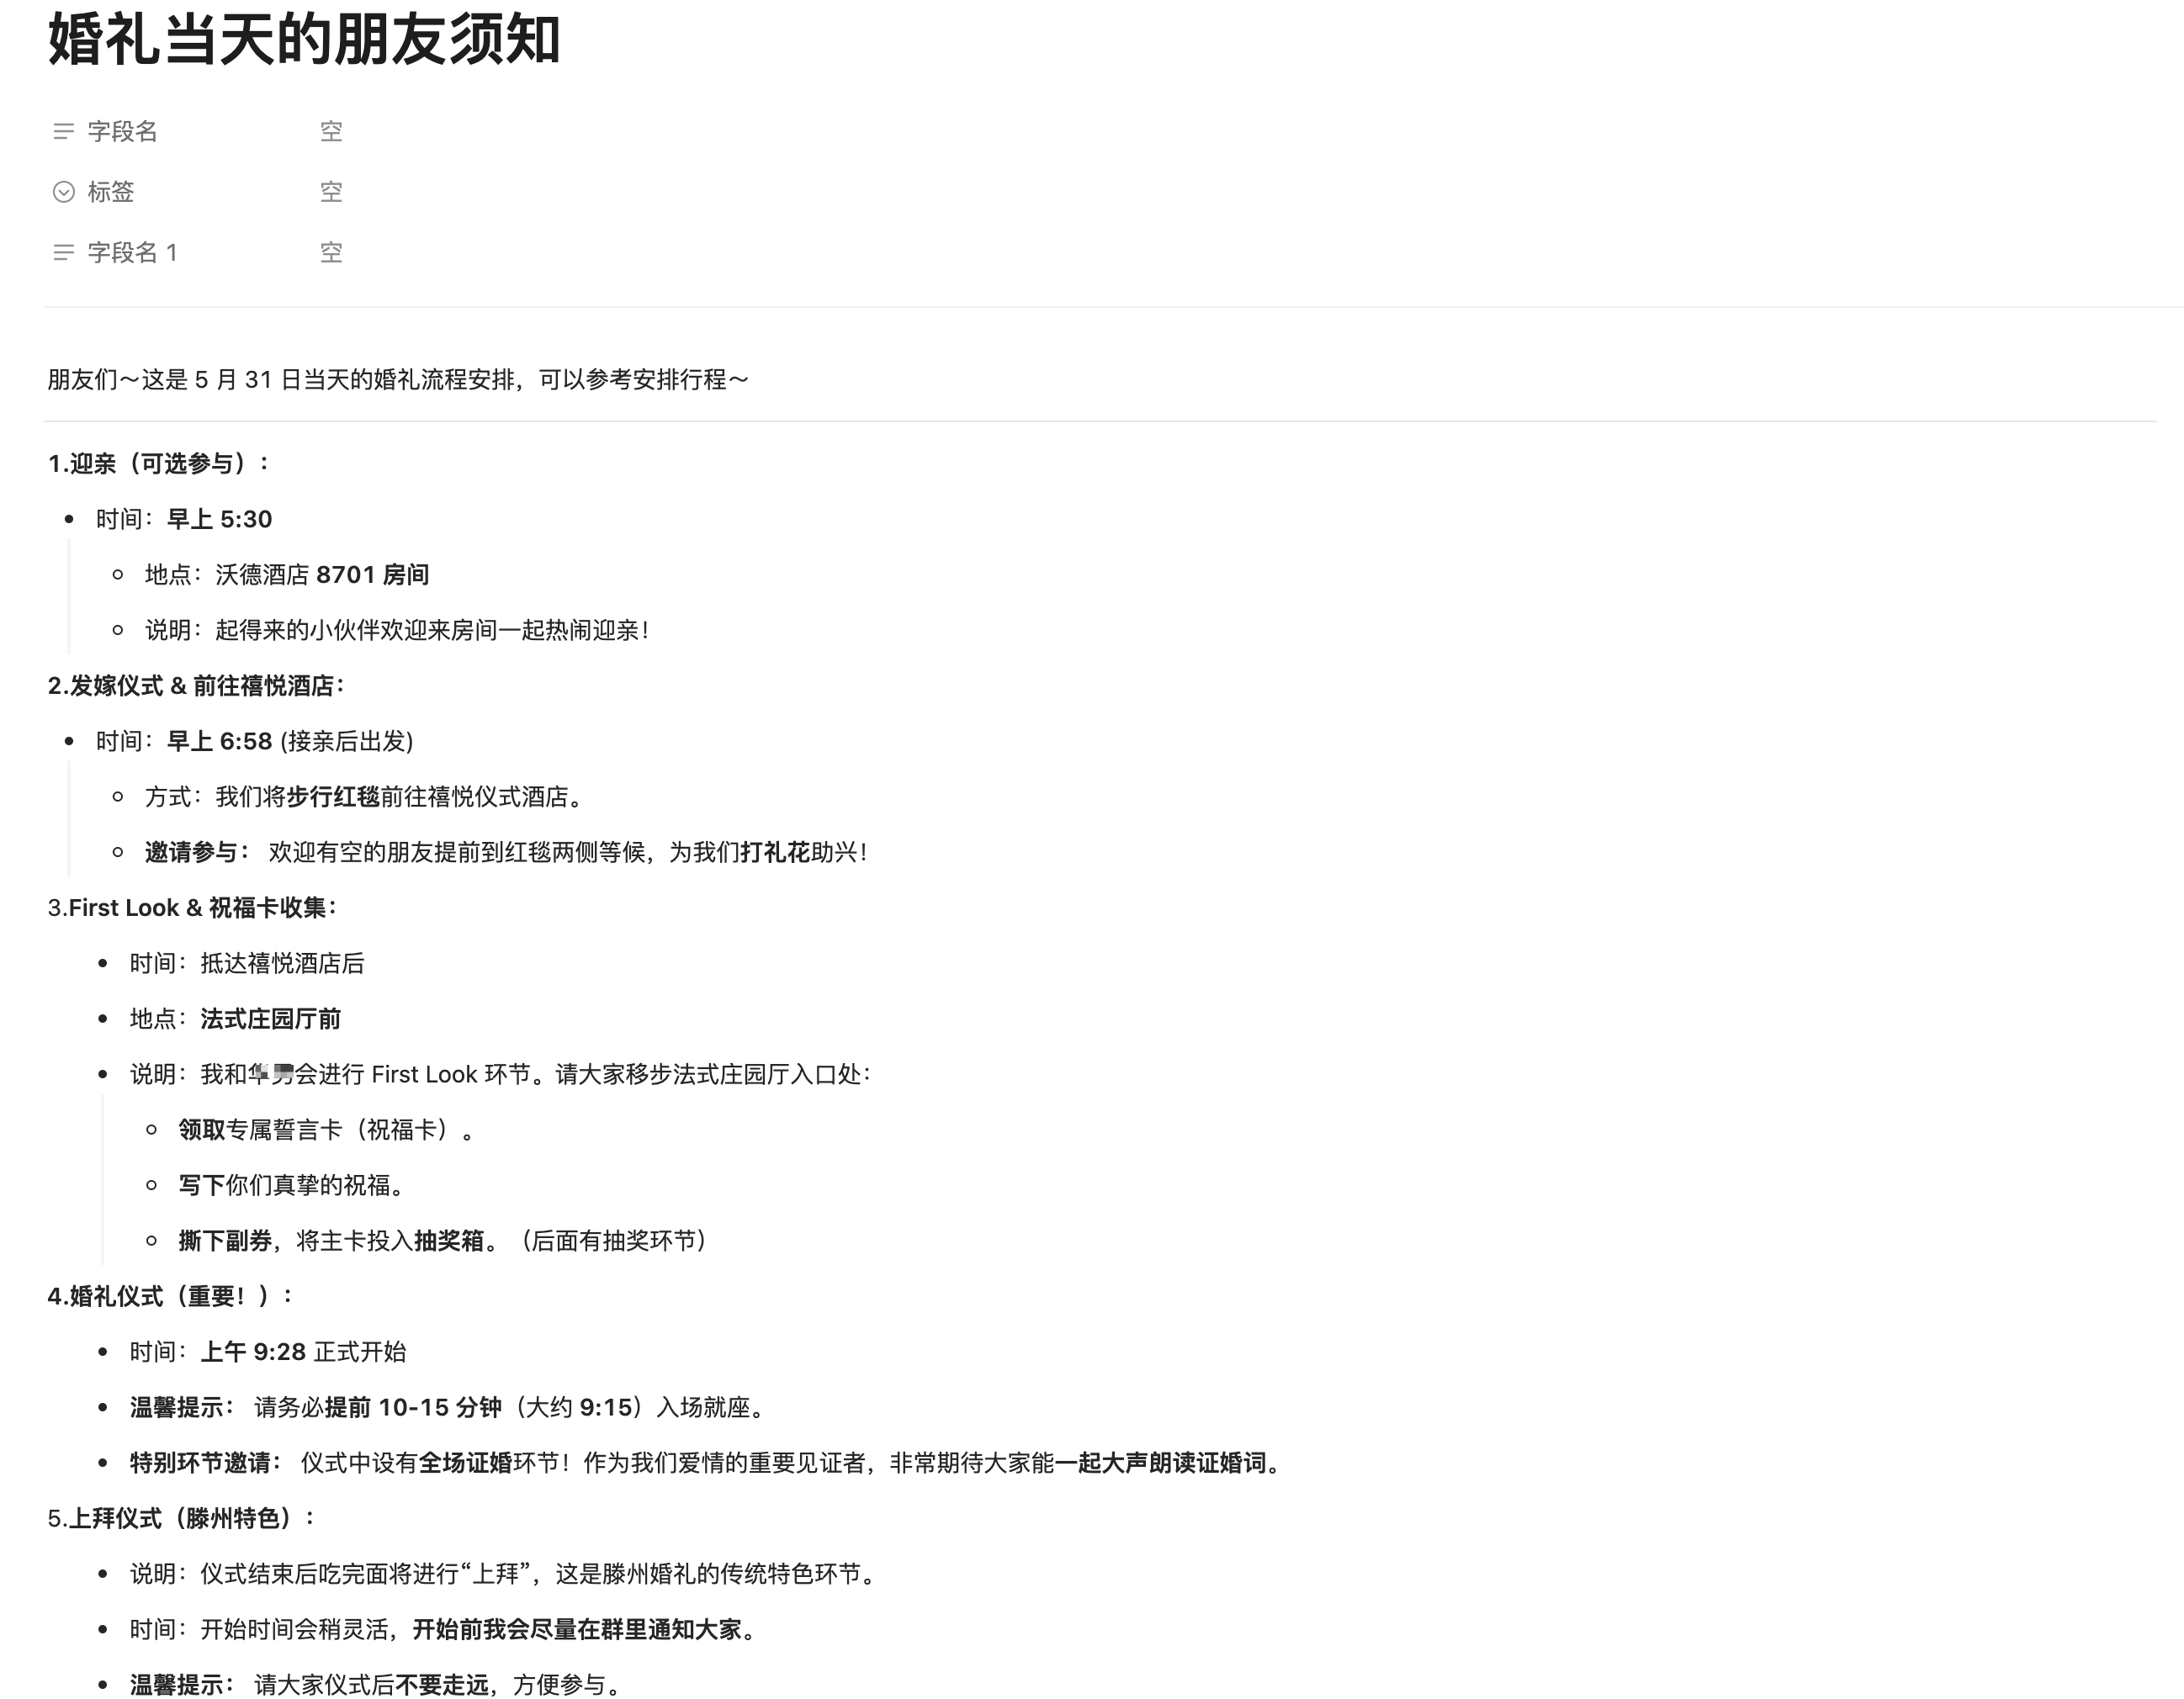 婚礼当天的朋友须知
字段名 空
标签 空
字段名 1 空
朋友们～这是 5 月 31 日当天的婚礼流程安排，可以参考安排行程～
1.迎亲（可选参与）：
时间：早上 5:30
地点：沃德酒店 8701 房间
说明：起得来的小伙伴欢迎来房间一起热闹迎亲！
2.发嫁仪式 & 前往禧悦酒店：
时间：早上 6:58 (接亲后出发)
方式：我们将步行红毯前往禧悦仪式酒店。
邀请参与： 欢迎有空的朋友提前到红毯两侧等候，为我们打礼花助兴！
3.First Look & 祝福卡收集：
时间：抵达禧悦酒店后
地点：法式庄园厅前
说明：我和会进行 First Look 环节。请大家移步法式庄园厅入口处：
领取专属誓言卡（祝福卡）。
写下你们真挚的祝福。
撕下副券，将主卡投入抽奖箱。（后面有抽奖环节）
4.婚礼仪式（重要！）：
时间：上午 9:28 正式开始
温馨提示： 请务必提前 10-15 分钟（大约 9:15）入场就座。
特别环节邀请： 仪式中设有全场证婚环节！作为我们爱情的重要见证者，非常期待大家能一起大声朗读证婚词。
5.上拜仪式（滕州特色）：
说明：仪式结束后吃完面将进行“上拜”，这是滕州婚礼的传统特色环节。
时间：开始时间会稍灵活，开始前我会尽量在群里通知大家。
温馨提示： 请大家仪式后不要走远，方便参与。